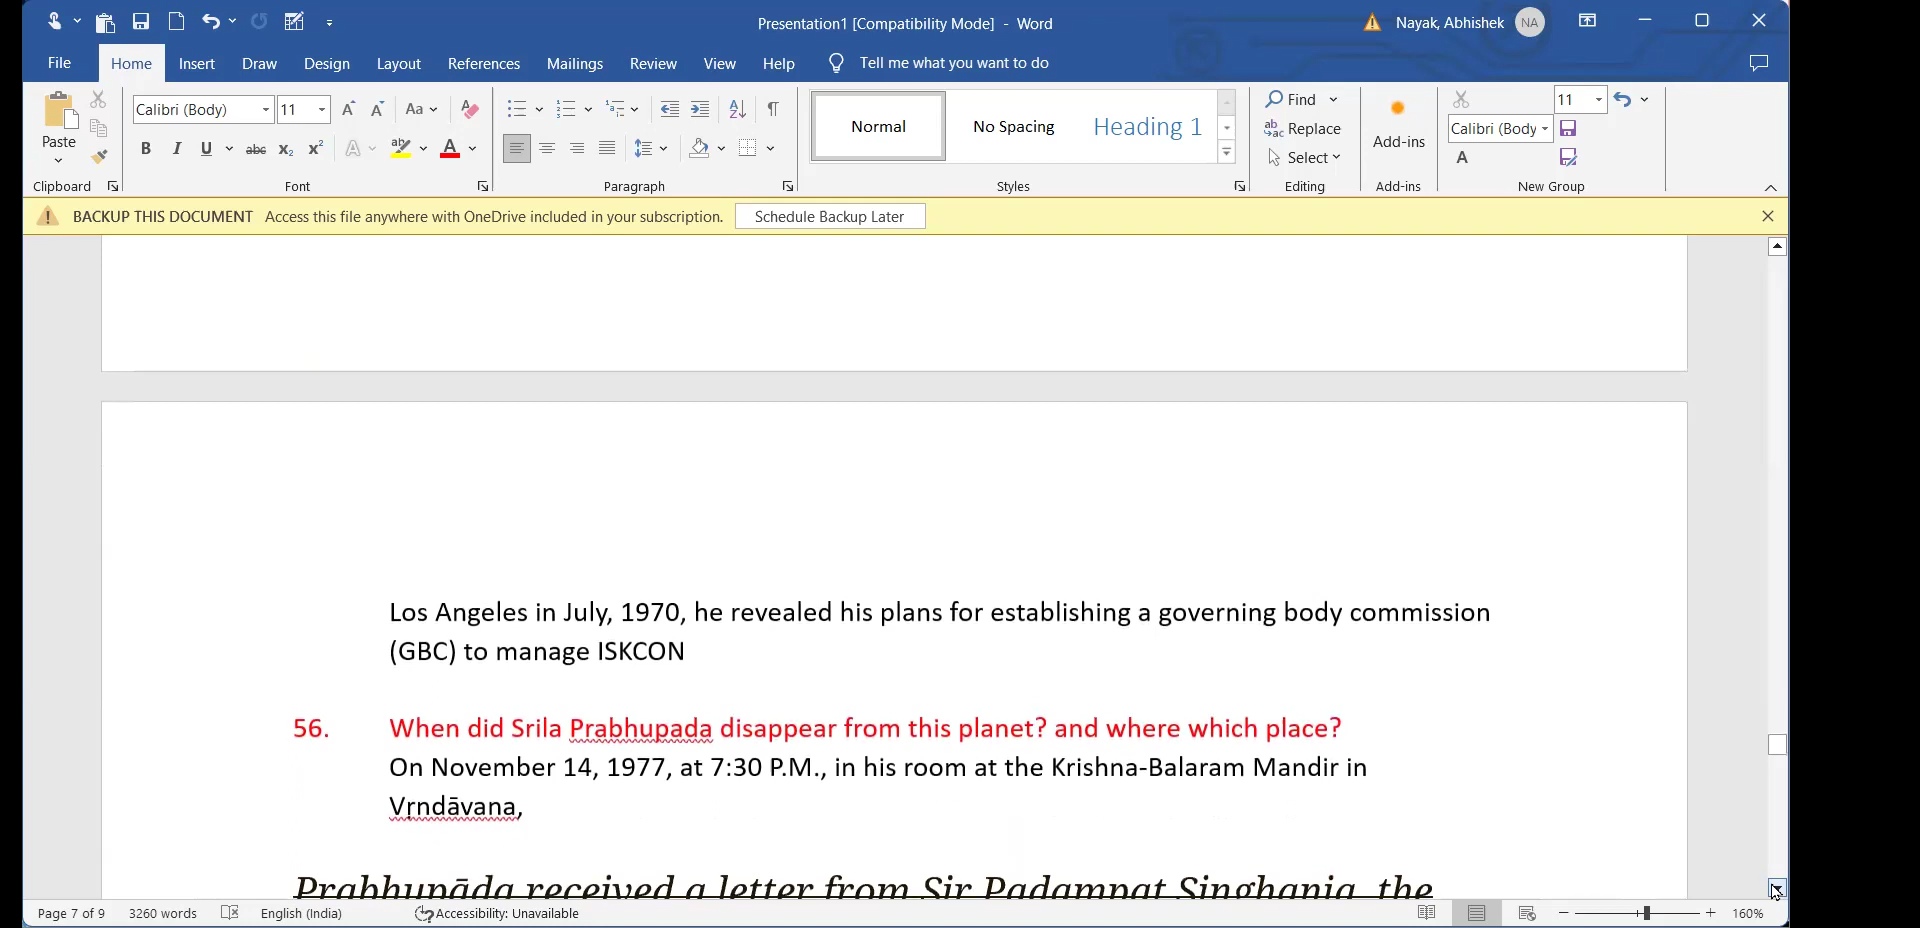 Presentation1 [Compatibility Mode] - Word
Nayak, Abhishek NA
File Home Insert Draw Design Layout References Mailings Review View Help Tell me what you want to do
Calibri (Body) 11 Aa
Paste
B I U abc x₂ x² A A
Clipboard Font Paragraph
Normal No Spacing Heading 1
Styles
Find
Replace
Select
Editing
Add-ins
Add-ins
11
Calibri (Body
A
New Group
BACKUP THIS DOCUMENT Access this file anywhere with OneDrive included in your subscription. Schedule Backup Later
Los Angeles in July, 1970, he revealed his plans for establishing a governing body commission
(GBC) to manage ISKCON
56. When did Srila Prabhupada disappear from this planet? and where which place?
On November 14, 1977, at 7:30 P.M., in his room at the Krishna-Balaram Mandir in
Vṛndāvana,
Prabhupāda received a letter from Sir Padampat Singhania, the
Page 7 of 9 3260 words English (India) Accessibility: Unavailable 160%